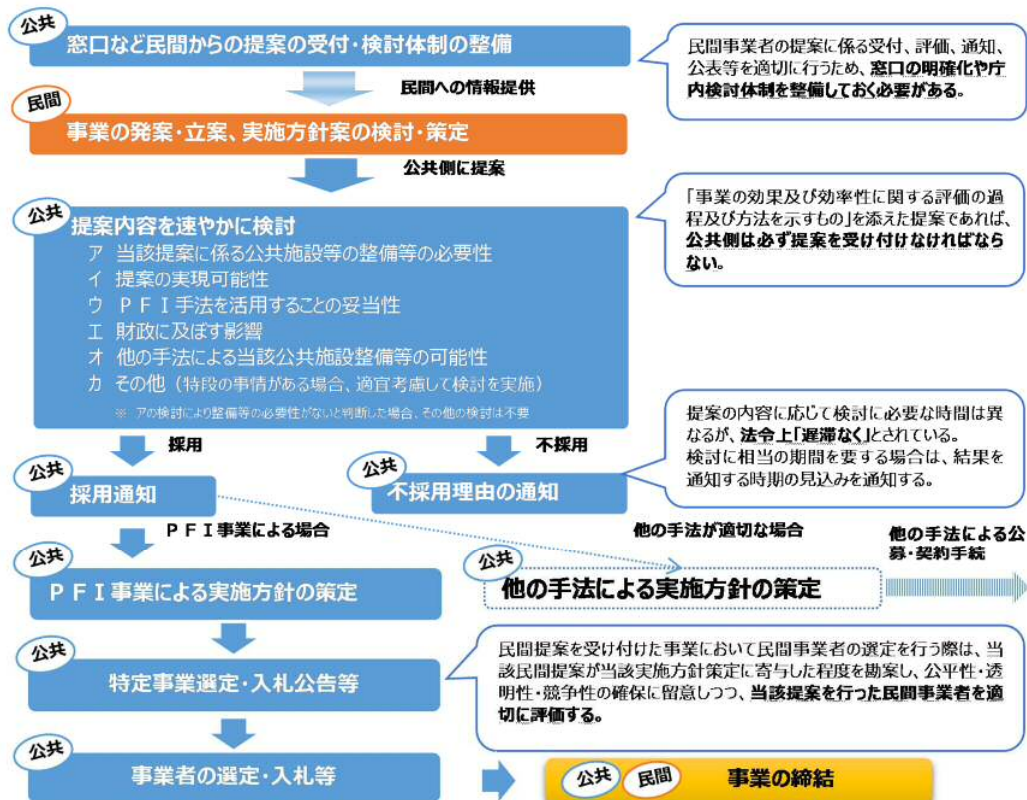 公共
窓口など民間からの提案の受付・検討体制の整備
民間事業者の提案に係る受付、評価、通知、
公表等を適切に行うため、窓口の明確化や庁
内検討体制を整備しておく必要がある。
民間への情報提供
民間
事業の発案・立案、実施方針案の検討・策定
公共側に提案
公共
提案内容を速やかに検討
ア 当該提案に係る公共施設等の整備等の必要性
イ 提案の実現可能性
ウ PFI手法を活用することの妥当性
エ 財政に及ぼす影響
オ 他の手法による当該公共施設整備等の可能性
カ その他（特段の事情がある場合、適宜考慮して検討を実施）
※ アの検討により整備等の必要性がないと判断した場合、その他の検討は不要
「事業の効果及び効率性に関する評価の過
程及び方法を示すもの」を添えた提案であれば、
公共側は必ず提案を受け付けなければなら
ない。
採用
不採用
提案の内容に応じて検討に必要な時間は異
なるが、法令上「遅滞なく」とされている。
検討に相当の期間を要する場合は、結果を
通知する時期の見込みを通知する。
公共
採用通知
公共
不採用理由の通知
PFI事業による場合
他の手法が適切な場合
他の手法による公
募・契約手続
公共
PFI事業による実施方針の策定
公共
他の手法による実施方針の策定
公共
特定事業選定・入札公告等
民間提案を受け付けた事業において民間事業者の選定を行う際は、当
該民間提案が当該実施方針策定に寄与した程度を勘案し、公平性・透
明性・競争性の確保に留意しつつ、当該提案を行った民間事業者を適
切に評価する。
公共
事業者の選定・入札等
公共 民間 事業の締結